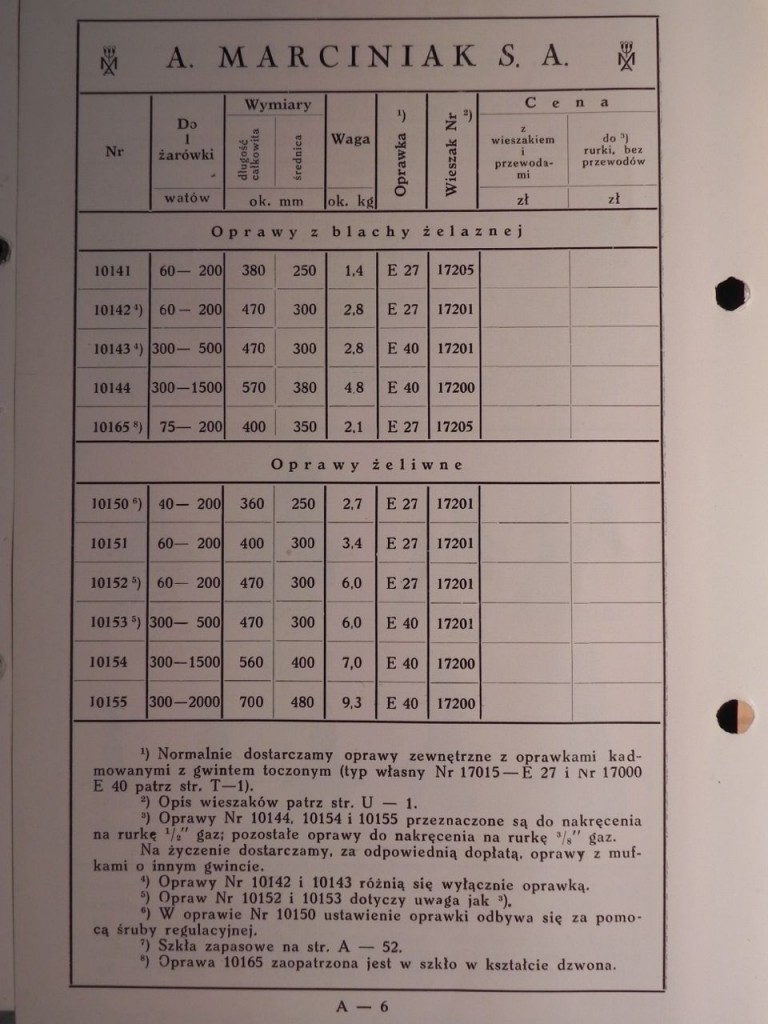 A. MARCINIAK S. A.
Nr
Do
1
żarówki
watów
Wymiary
długość
całkowita
średnica
ok. mm
Waga
ok. kg
Oprawka ¹)
Wieszak Nr ²)
Cena
z
wieszakiem
i
przewoda-
mi
zł
do ³)
rurki, bez
przewodów
zł
Oprawy z blachy żelaznej
10141 60— 200 380 250 1,4 E 27 17205
10142 ⁴) 60— 200 470 300 2,8 E 27 17201
10143 ⁴) 300— 500 470 300 2,8 E 40 17201
10144 300—1500 570 380 4,8 E 40 17200
10165 ⁸) 75— 200 400 350 2,1 E 27 17205
Oprawy żeliwne
10150 ⁶) 40— 200 360 250 2,7 E 27 17201
10151 60— 200 400 300 3,4 E 27 17201
10152 ⁵) 60— 200 470 300 6,0 E 27 17201
10153 ⁵) 300— 500 470 300 6,0 E 40 17201
10154 300—1500 560 400 7,0 E 40 17200
10155 300—2000 700 480 9,3 E 40 17200
¹) Normalnie dostarczamy oprawy zewnętrzne z oprawkami kad-
mowanymi z gwintem toczonym (typ własny Nr 17015—E 27 i Nr 17000
E 40 patrz str. T—1).
²) Opis wieszaków patrz str. U — 1.
³) Oprawy Nr 10144, 10154 i 10155 przeznaczone są do nakręcenia
na rurkę ¹/₂" gaz; pozostałe oprawy do nakręcenia na rurkę ³/₈" gaz.
Na życzenie dostarczamy, za odpowiednią dopłatą, oprawy z muf-
kami o innym gwincie.
⁴) Oprawy Nr 10142 i 10143 różnią się wyłącznie oprawką.
⁵) Opraw Nr 10152 i 10153 dotyczy uwaga jak ³).
⁶) W oprawie Nr 10150 ustawienie oprawki odbywa się za pomo-
cą śruby regulacyjnej.
⁷) Szkła zapasowe na str. A — 52.
⁸) Oprawa 10165 zaopatrzona jest w szkło w kształcie dzwona.
A — 6